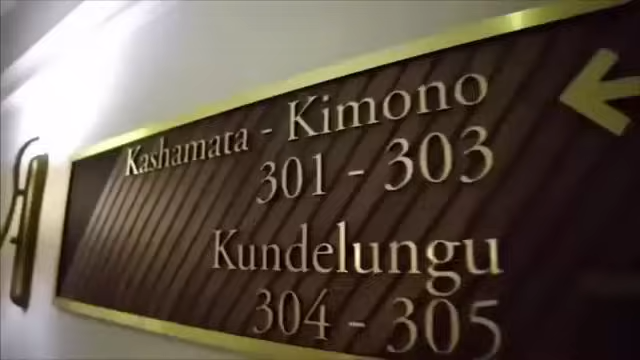 Kashamata - Kimono
301 - 303
Kundelungu
304 - 305